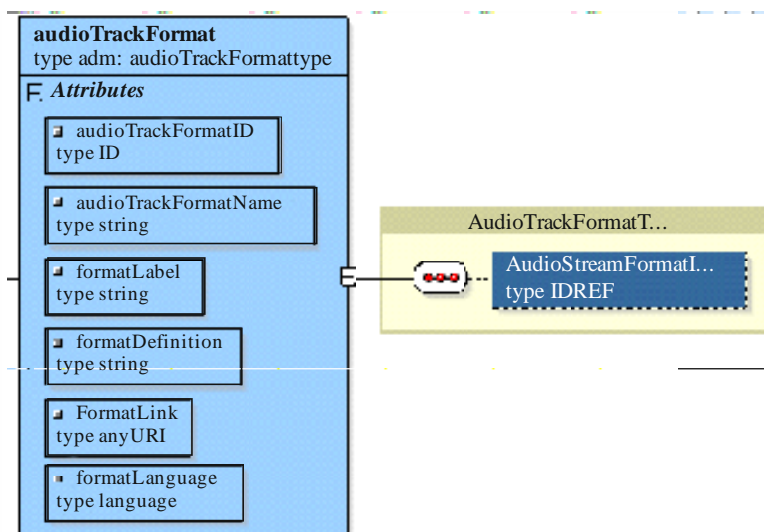 audioTrackFormat
type adm: audioTrackFormattype
Attributes
audioTrackFormatID
type ID
audioTrackFormatName
type string
formatLabel
type string
formatDefinition
type string
FormatLink
type anyURI
formatLanguage
type language
AudioTrackFormatT...
AudioStreamFormatI...
type IDREF